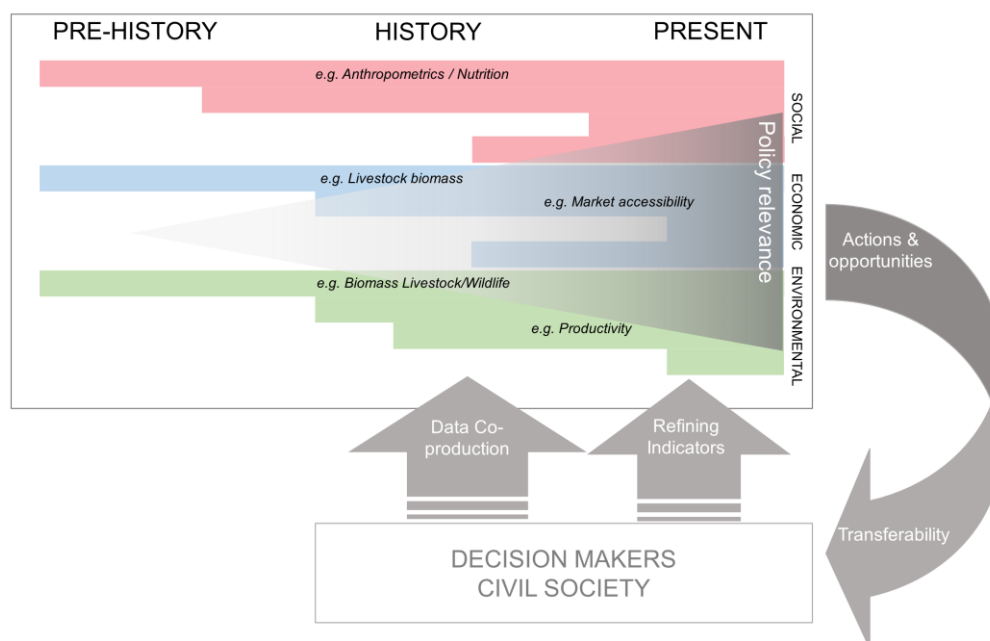 PRE-HISTORY
HISTORY
PRESENT
e.g. Anthropometrics / Nutrition
SOCIAL
e.g. Livestock biomass
e.g. Market accessibility
ECONOMIC
Policy relevance
e.g. Biomass Livestock/Wildlife
e.g. Productivity
ENVIRONMENTAL
Actions &
opportunities
Data Co-
production
Refining
Indicators
Transferability
DECISION MAKERS
CIVIL SOCIETY